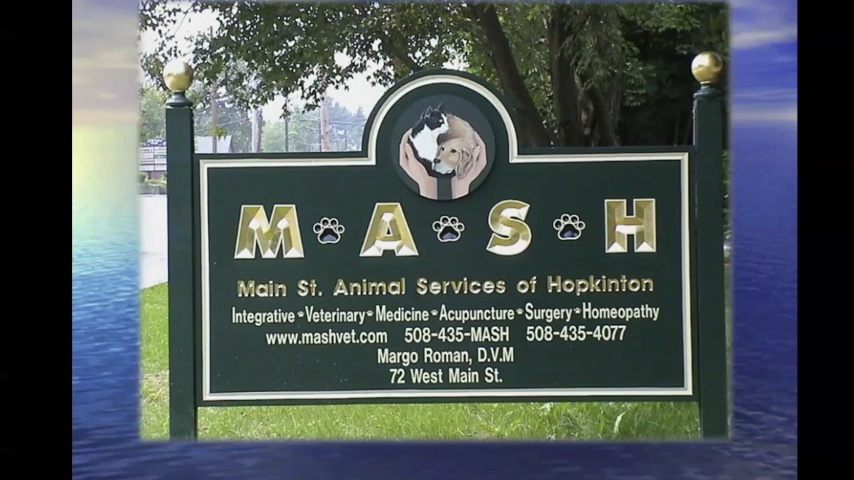 M A S H
Main St. Animal Services of Hopkinton
Integrative Veterinary Medicine Acupuncture Surgery Homeopathy
www.mashvet.com 508-435-MASH 508-435-4077
Margo Roman, D.V.M
72 West Main St.